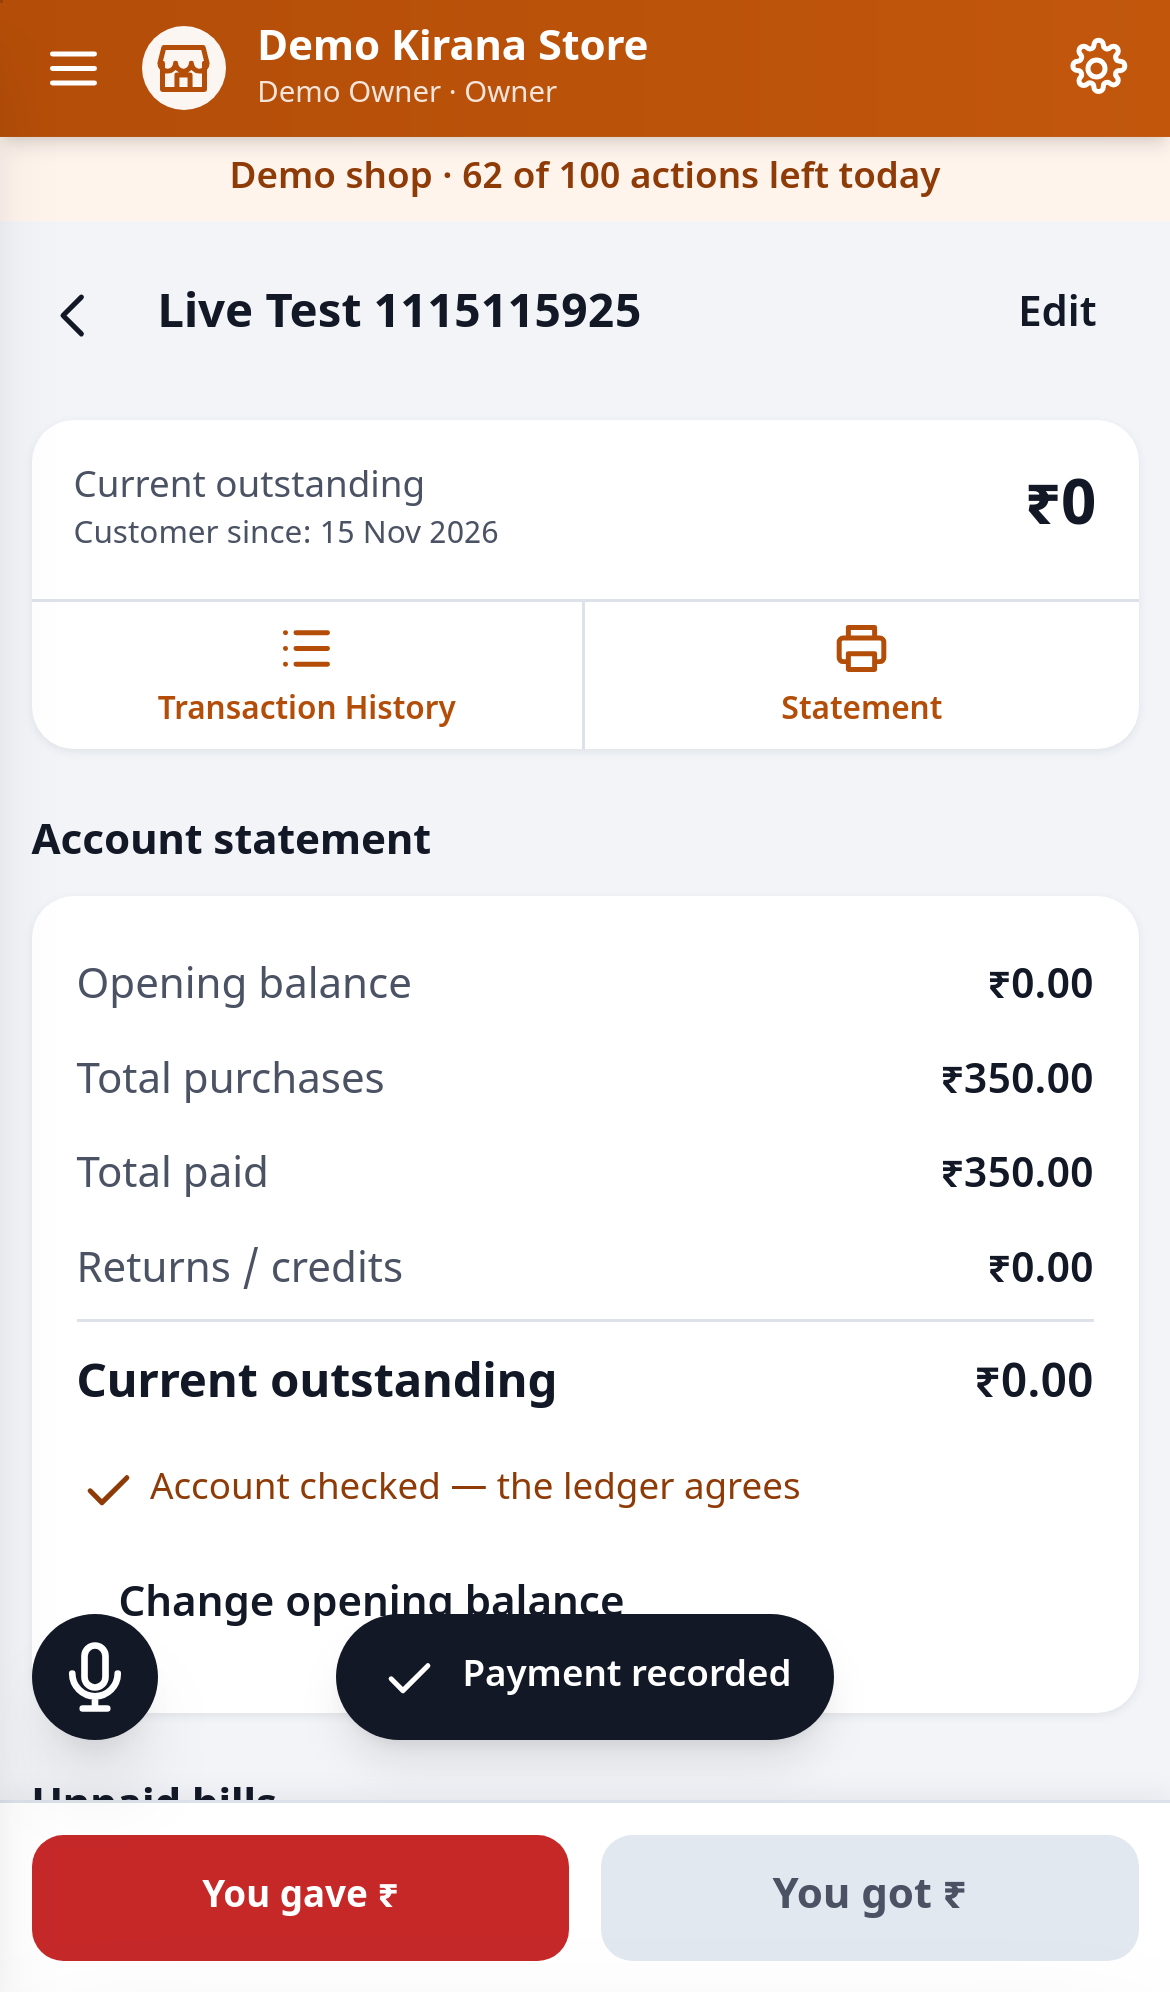 Demo Kirana Store
Demo Owner · Owner
Demo shop · 62 of 100 actions left today
Live Test 1115115925
Edit
Current outstanding
₹0
Customer since: 15 Nov 2026
Transaction History
Statement
Account statement
Opening balance
₹0.00
Total purchases
₹350.00
Total paid
₹350.00
Returns / credits
₹0.00
Current outstanding
₹0.00
Account checked — the ledger agrees
Change opening balance
Payment recorded
Unpaid bills
You gave ₹
You got ₹